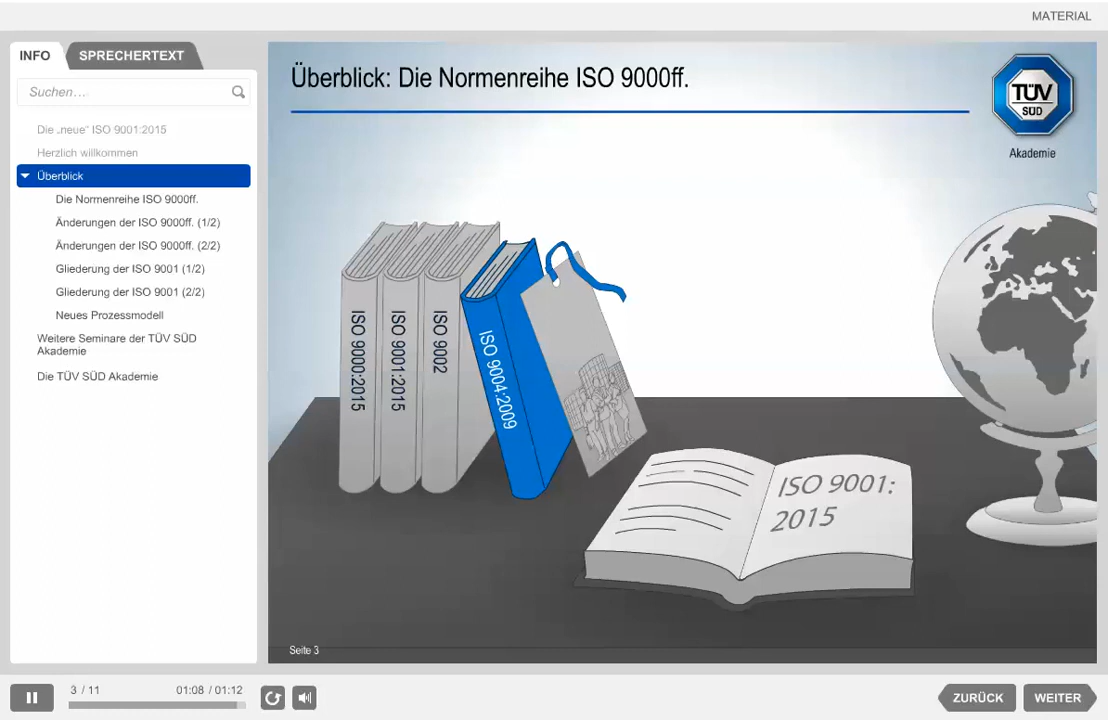 MATERIAL
INFO
SPRECHERTEXT
Suchen....
Die „neue“ ISO 9001:2015
Herzlich willkommen
Überblick
Die Normenreihe ISO 9000ff.
Änderungen der ISO 9000ff. (1/2)
Änderungen der ISO 9000ff. (2/2)
Gliederung der ISO 9001 (1/2)
Gliederung der ISO 9001 (2/2)
Neues Prozessmodell
Weitere Seminare der TÜV SÜD
Akademie
Die TÜV SÜD Akademie
Überblick: Die Normenreihe ISO 9000ff.
TÜV
SÜD
Akademie
ISO 9000:2015
ISO 9001:2015
ISO 9002
ISO 9004:2009
ISO 9001:
2015
Seite 3
3 / 11
01:08 / 01:12
ZURÜCK
WEITER